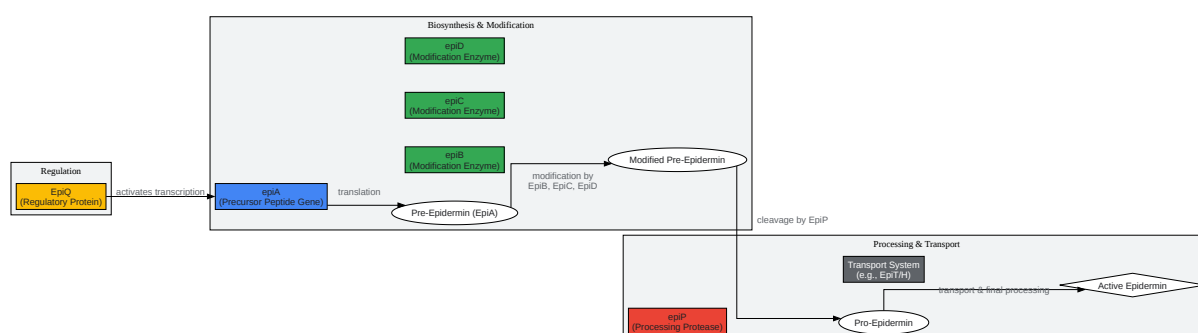 Biosynthesis & Modification
epiD
(Modification Enzyme)
epiC
(Modification Enzyme)
epiB
(Modification Enzyme)
Modified Pre-Epidermin
modification by
EpiB, EpiC, EpiD
Regulation
EpiQ
(Regulatory Protein)
activates transcription
epiA
(Precursor Peptide Gene)
translation
Pre-Epidermin (EpiA)
cleavage by EpiP
Processing & Transport
Transport System
(e.g., EpiT/H)
transport & final processing
Active Epidermin
epiP
(Processing Protease)
Pro-Epidermin